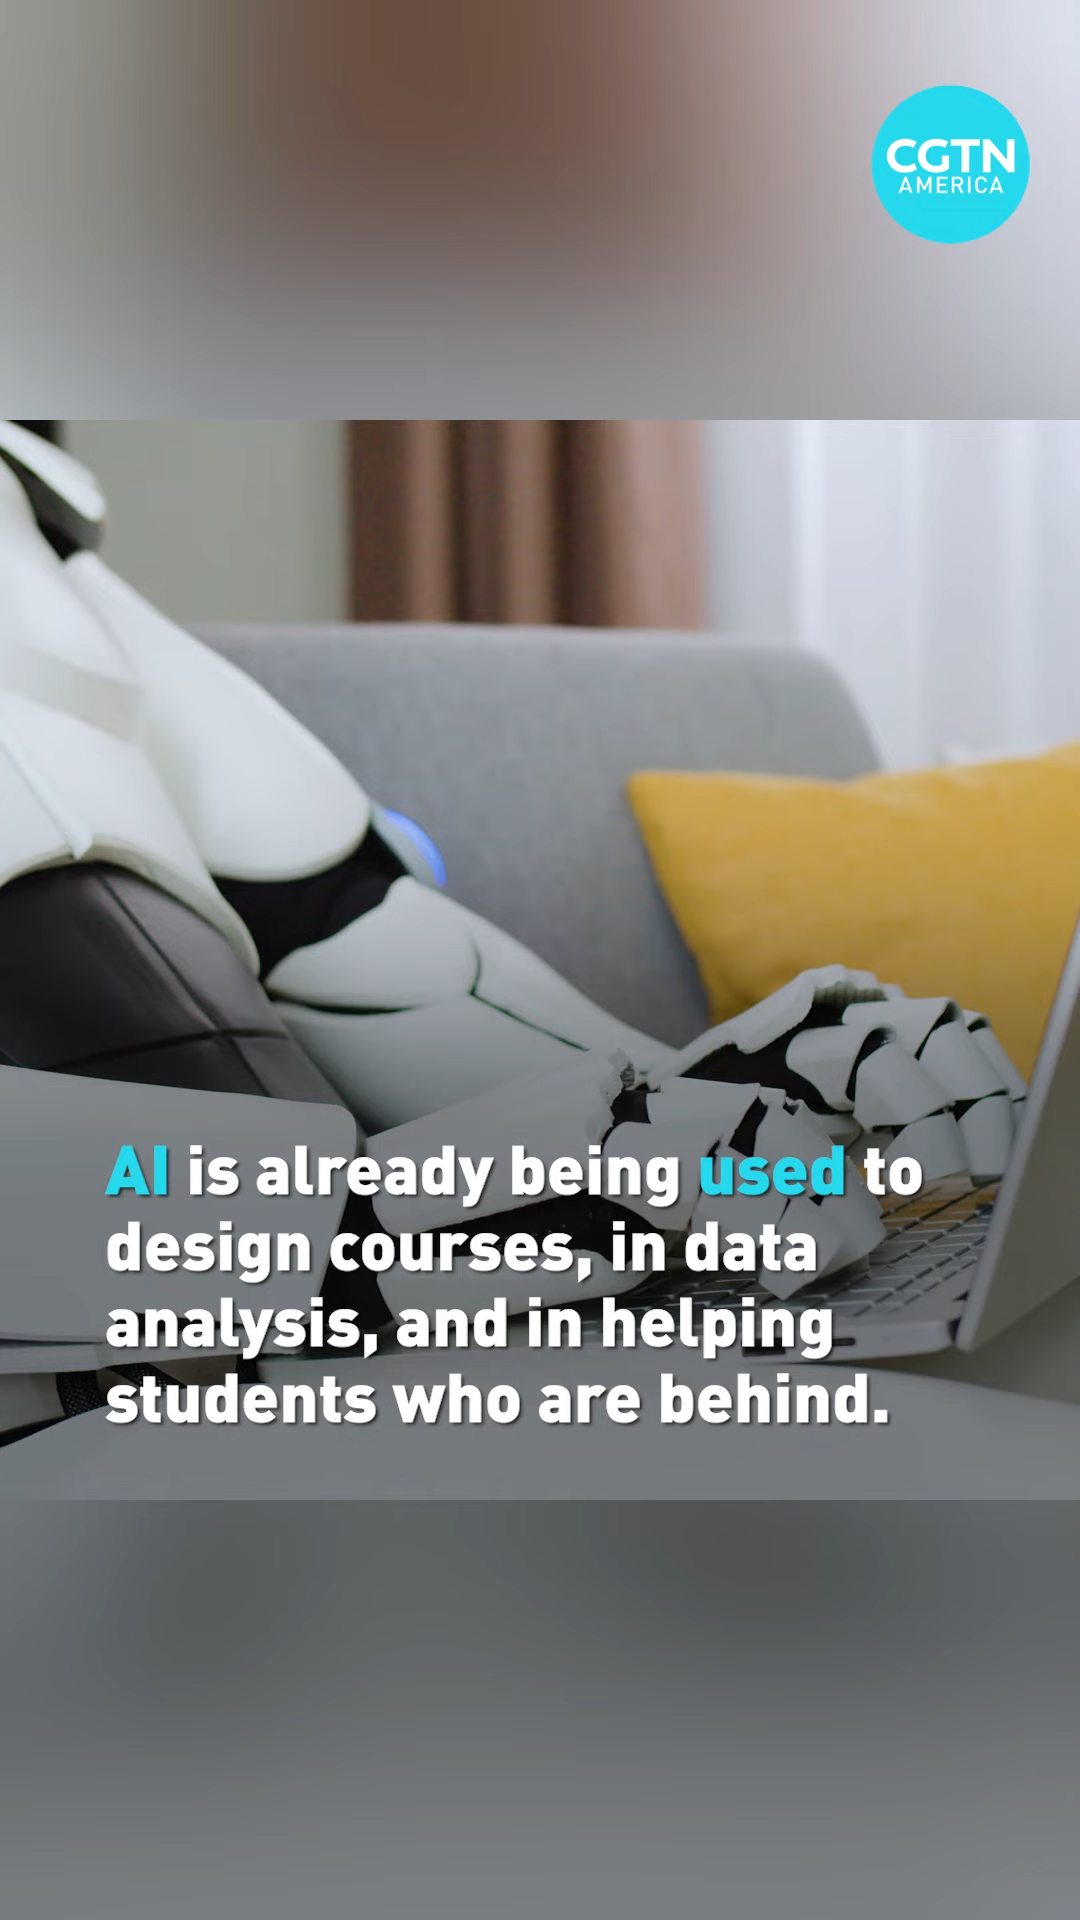 CGTN
AMERICA
AI is already being used to
design courses, in data
analysis, and in helping
students who are behind.